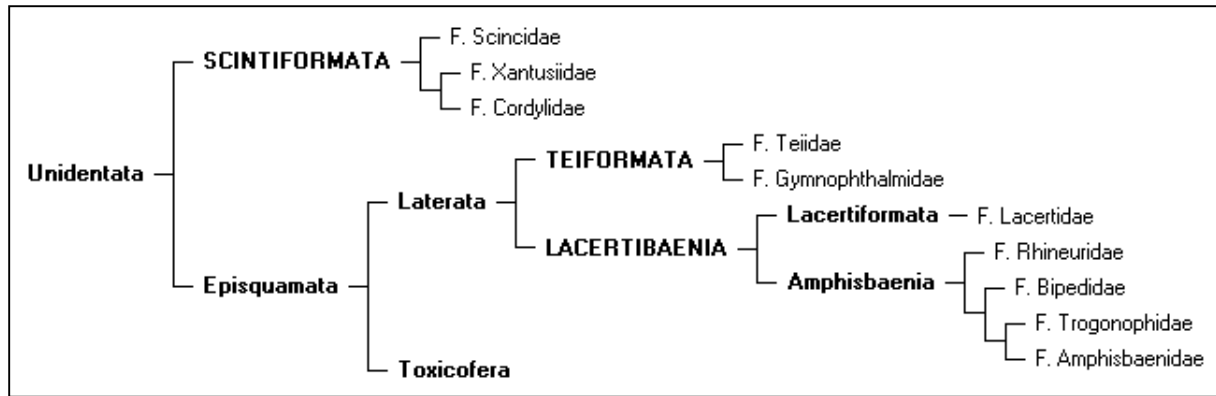 F. Scincidae
SCINTIFORMATA
F. Xantusiidae
F. Cordylidae
F. Teiidae
TEIFORMATA
Unidentata
F. Gymnophthalmidae
Laterata
Lacertiformata
F. Lacertidae
LACERTIBAENIA
F. Rhineuridae
Episquamata
Amphisbaenia
F. Bipedidae
F. Trogonophidae
F. Amphisbaenidae
Toxicofera